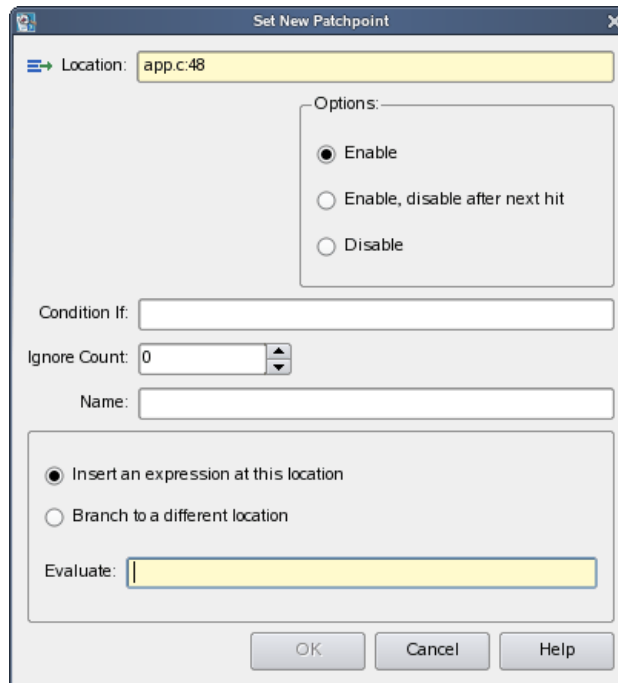 Set New Patchpoint
Location: app.c:48
Options:
Enable
Enable, disable after next hit
Disable
Condition If:
Ignore Count: 0
Name:
Insert an expression at this location
Branch to a different location
Evaluate:
OK Cancel Help